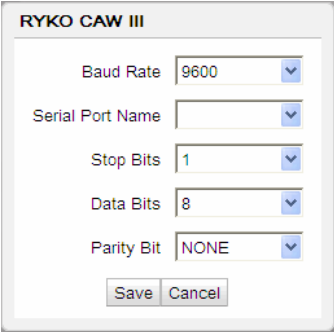 RYKO CAW III
Baud Rate 9600
Serial Port Name
Stop Bits 1
Data Bits 8
Parity Bit NONE
Save Cancel